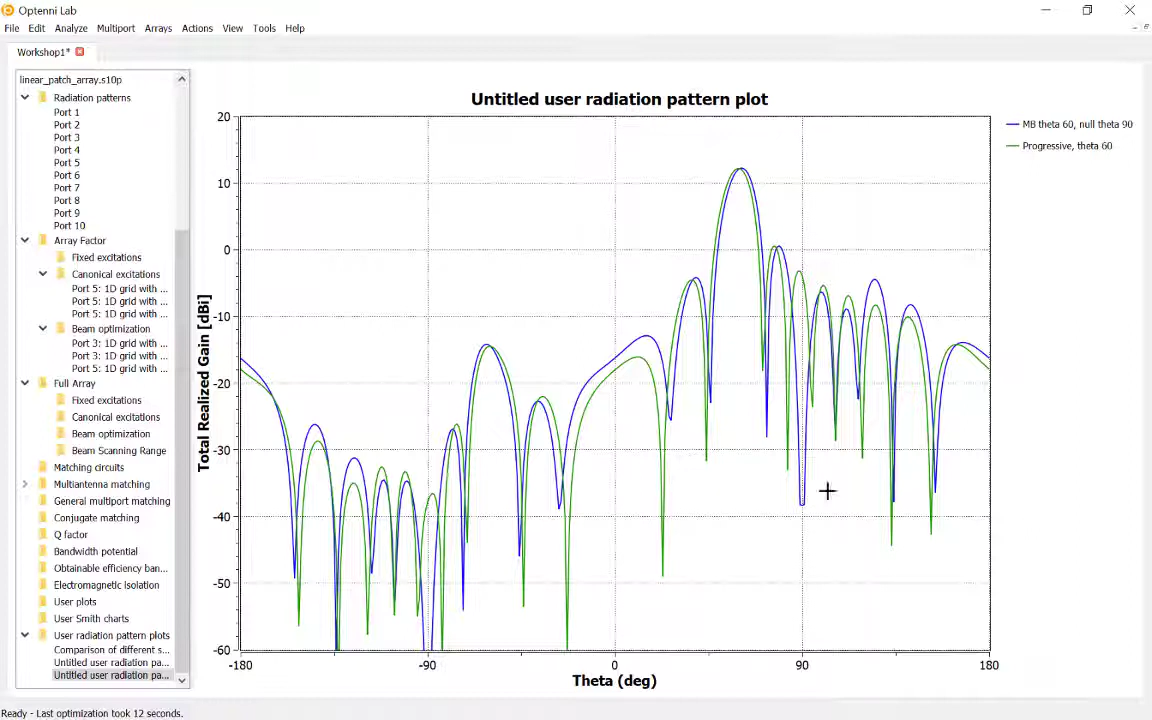 Optenni Lab
File Edit Analyze Multiport Arrays Actions View Tools Help
Workshop1*
linear_patch_array.s10p
Radiation patterns
Port 1
Port 2
Port 3
Port 4
Port 5
Port 6
Port 7
Port 8
Port 9
Port 10
Array Factor
Fixed excitations
Canonical excitations
Port 5: 1D grid with ...
Port 5: 1D grid with ...
Port 5: 1D grid with ...
Beam optimization
Port 3: 1D grid with ...
Port 3: 1D grid with ...
Port 5: 1D grid with ...
Full Array
Fixed excitations
Canonical excitations
Beam optimization
Beam Scanning Range
Matching circuits
Multiantenna matching
General multiport matching
Conjugate matching
Q factor
Bandwidth potential
Obtainable efficiency ban...
Electromagnetic Isolation
User plots
User Smith charts
User radiation pattern plots
Comparison of different s...
Untitled user radiation pa...
Untitled user radiation pa...
Untitled user radiation pattern plot
Total Realized Gain [dBi]
20
10
0
-10
-20
-30
-40
-50
-60
-180 -90 0 90 180
Theta (deg)
MB theta 60, null theta 90
Progressive, theta 60
Ready - Last optimization took 12 seconds.